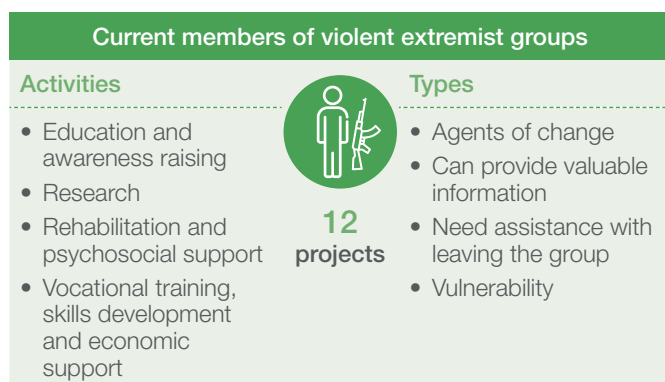 Current members of violent extremist groups
Activities
• Education and
awareness raising
• Research
• Rehabilitation and
psychosocial support
• Vocational training,
skills development
and economic
support
12
projects
Types
• Agents of change
• Can provide valuable
information
• Need assistance with
leaving the group
• Vulnerability